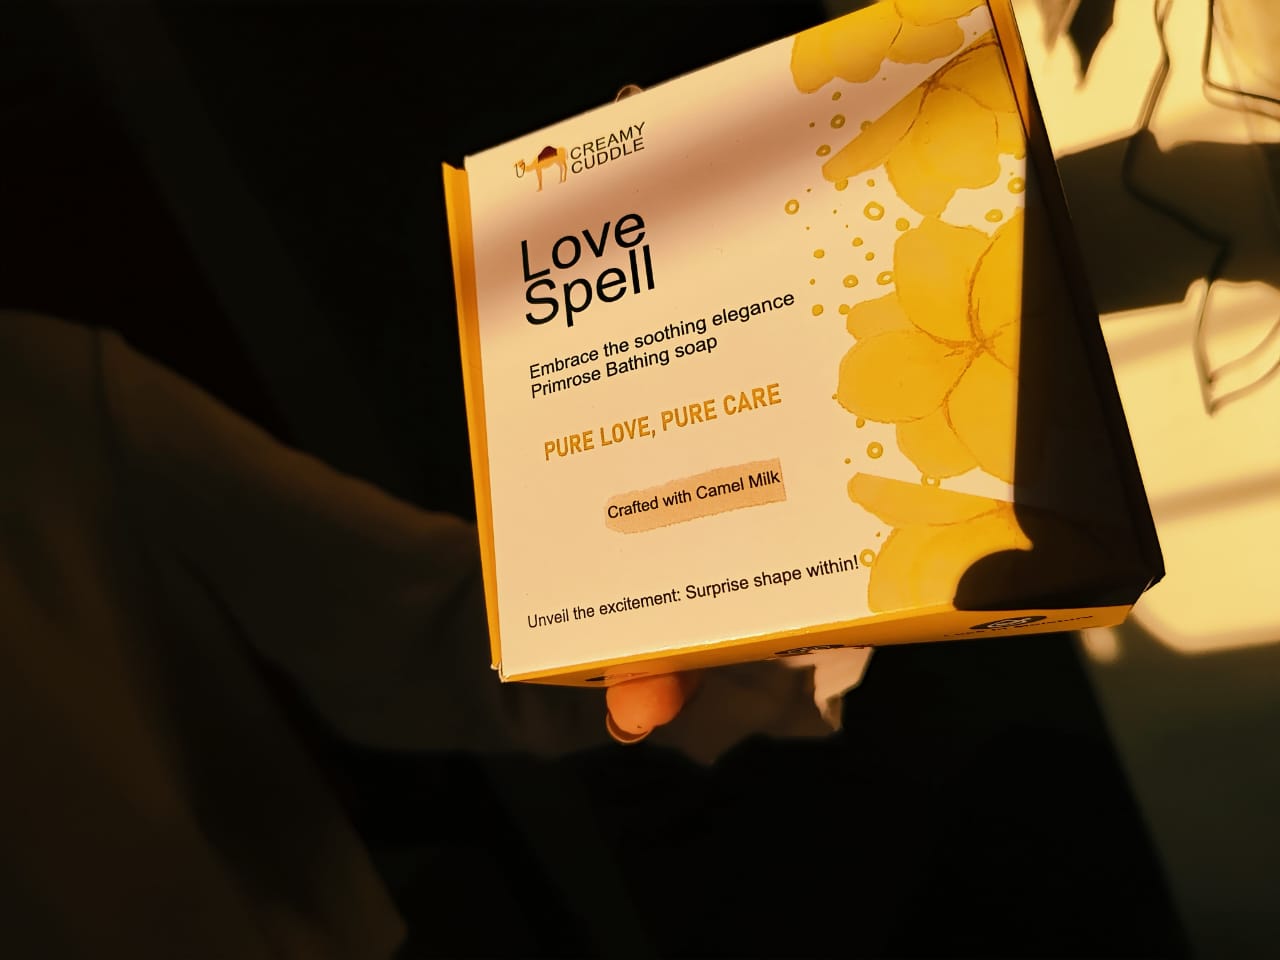 CREAMY
CUDDLE
Love
Spell
Embrace the soothing elegance
Primrose Bathing soap
PURE LOVE, PURE CARE
Crafted with Camel Milk
Unveil the excitement: Surprise shape within!